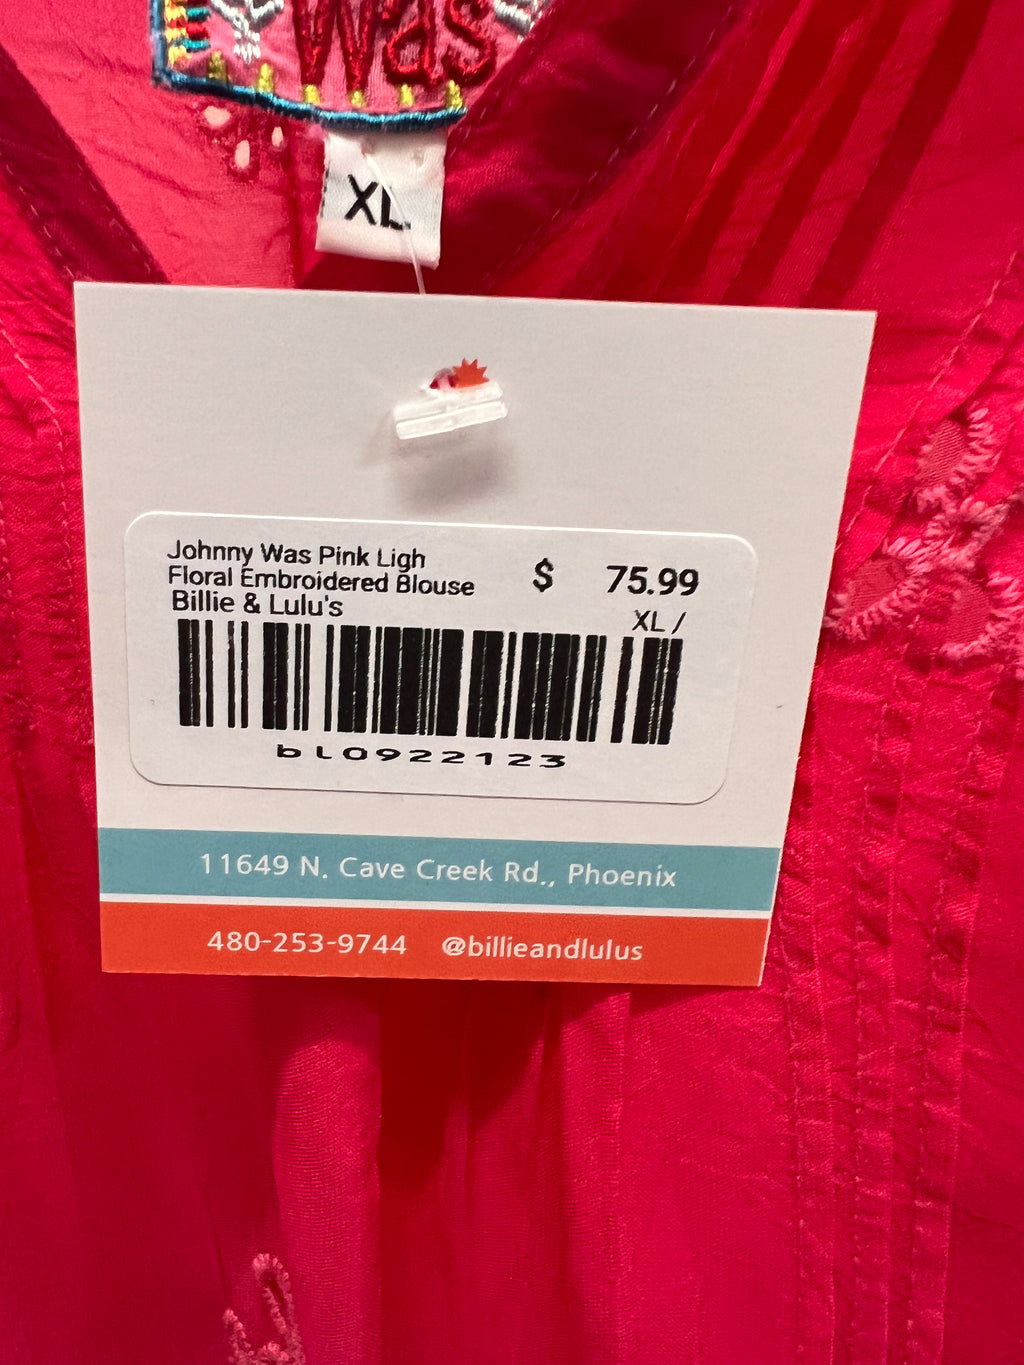 Was
XL
Johnny Was Pink Ligh
Floral Embroidered Blouse
Billie & Lulu's
$ 75.99
XL /
bL0922123
11649 N. Cave Creek Rd., Phoenix
480-253-9744 @billieandlulus